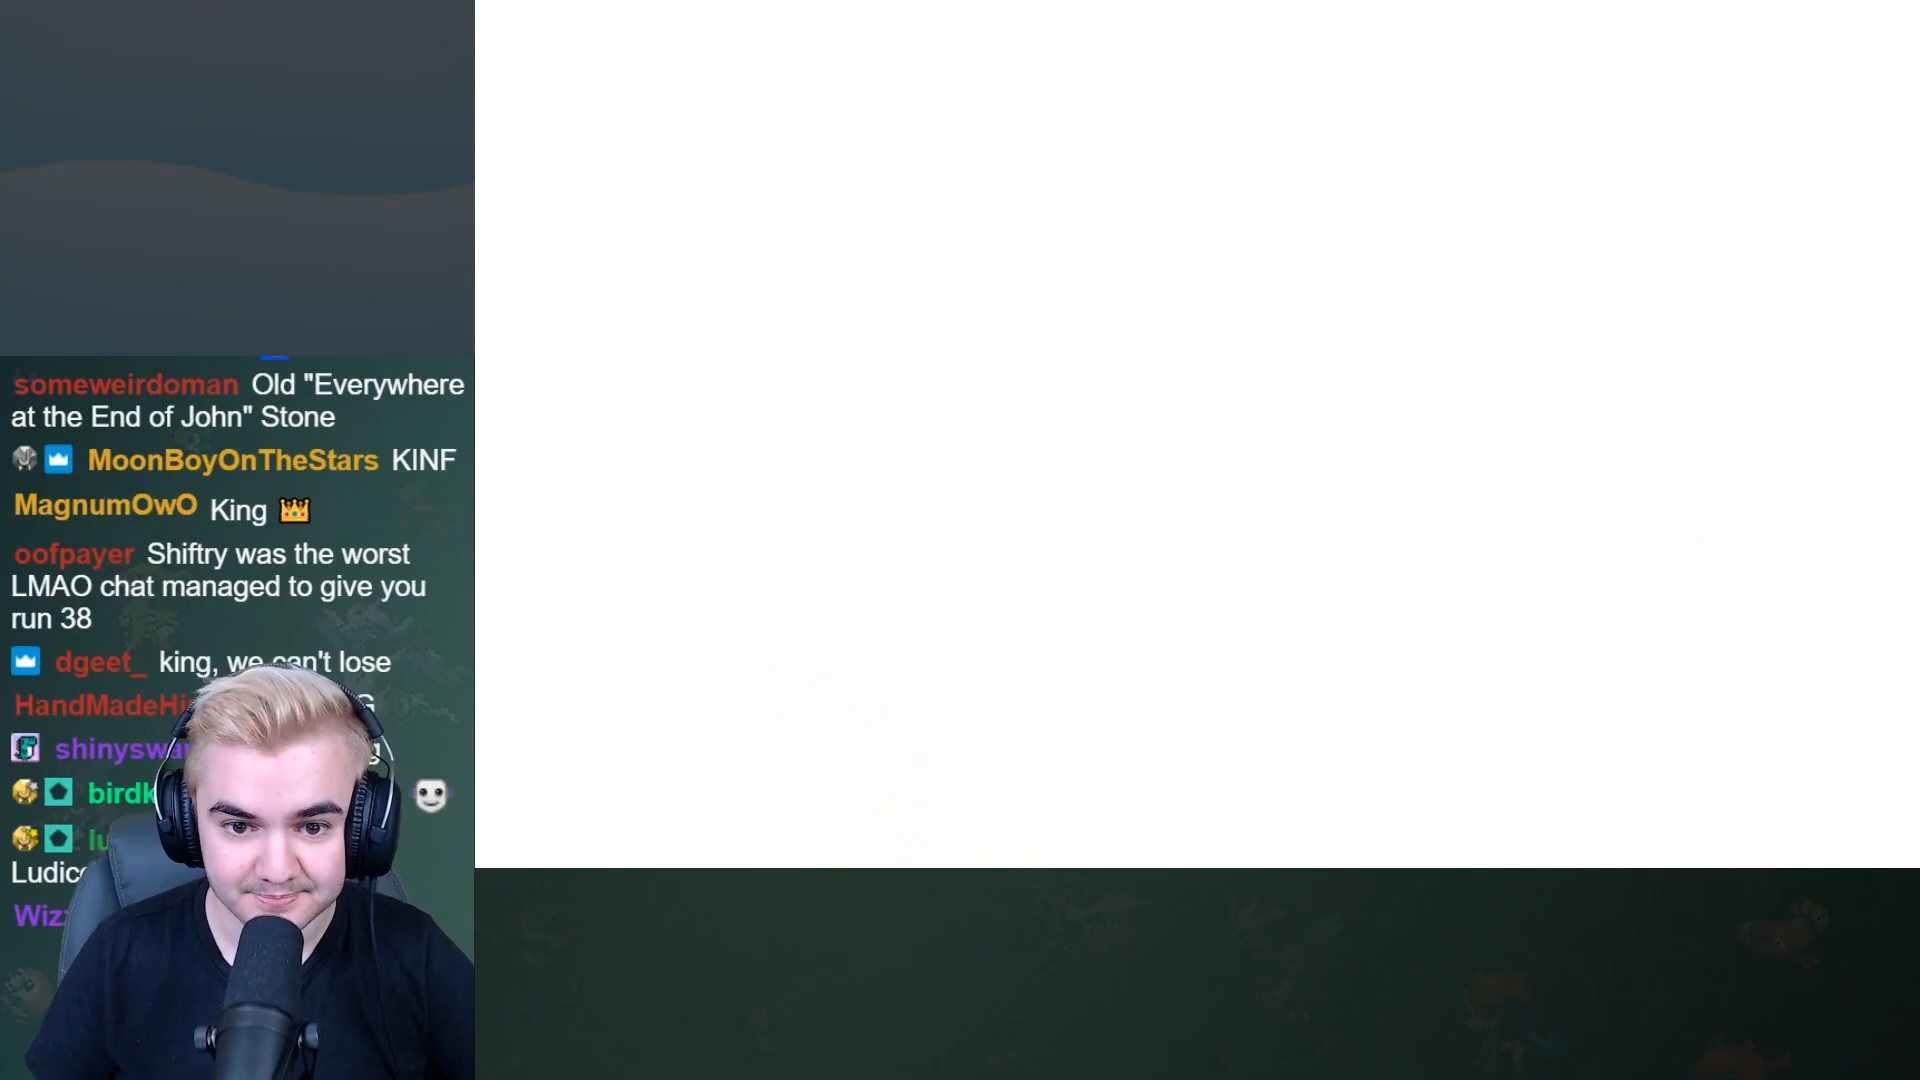 someweirdoman Old "Everywhere
at the End of John" Stone
MoonBoyOnTheStars KINF
MagnumOwO King
oofpayer Shiftry was the worst
LMAO chat managed to give you
run 38
dgeet_ king, we can't lose